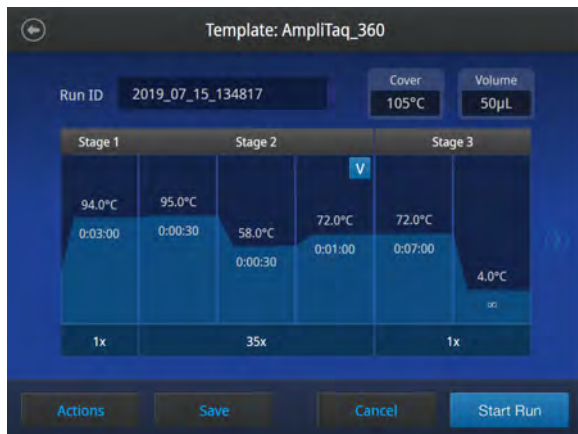 Template: AmpliTaq_360
Run ID 2019_07_15_134817 Cover 105°C Volume 50µL
Stage 1 Stage 2 Stage 3
V
94.0°C 95.0°C 58.0°C 72.0°C 72.0°C 4.0°C
0:03:00 0:00:30 0:00:30 0:01:00 0:07:00 ∞
1x 35x 1x
Actions Save Cancel Start Run